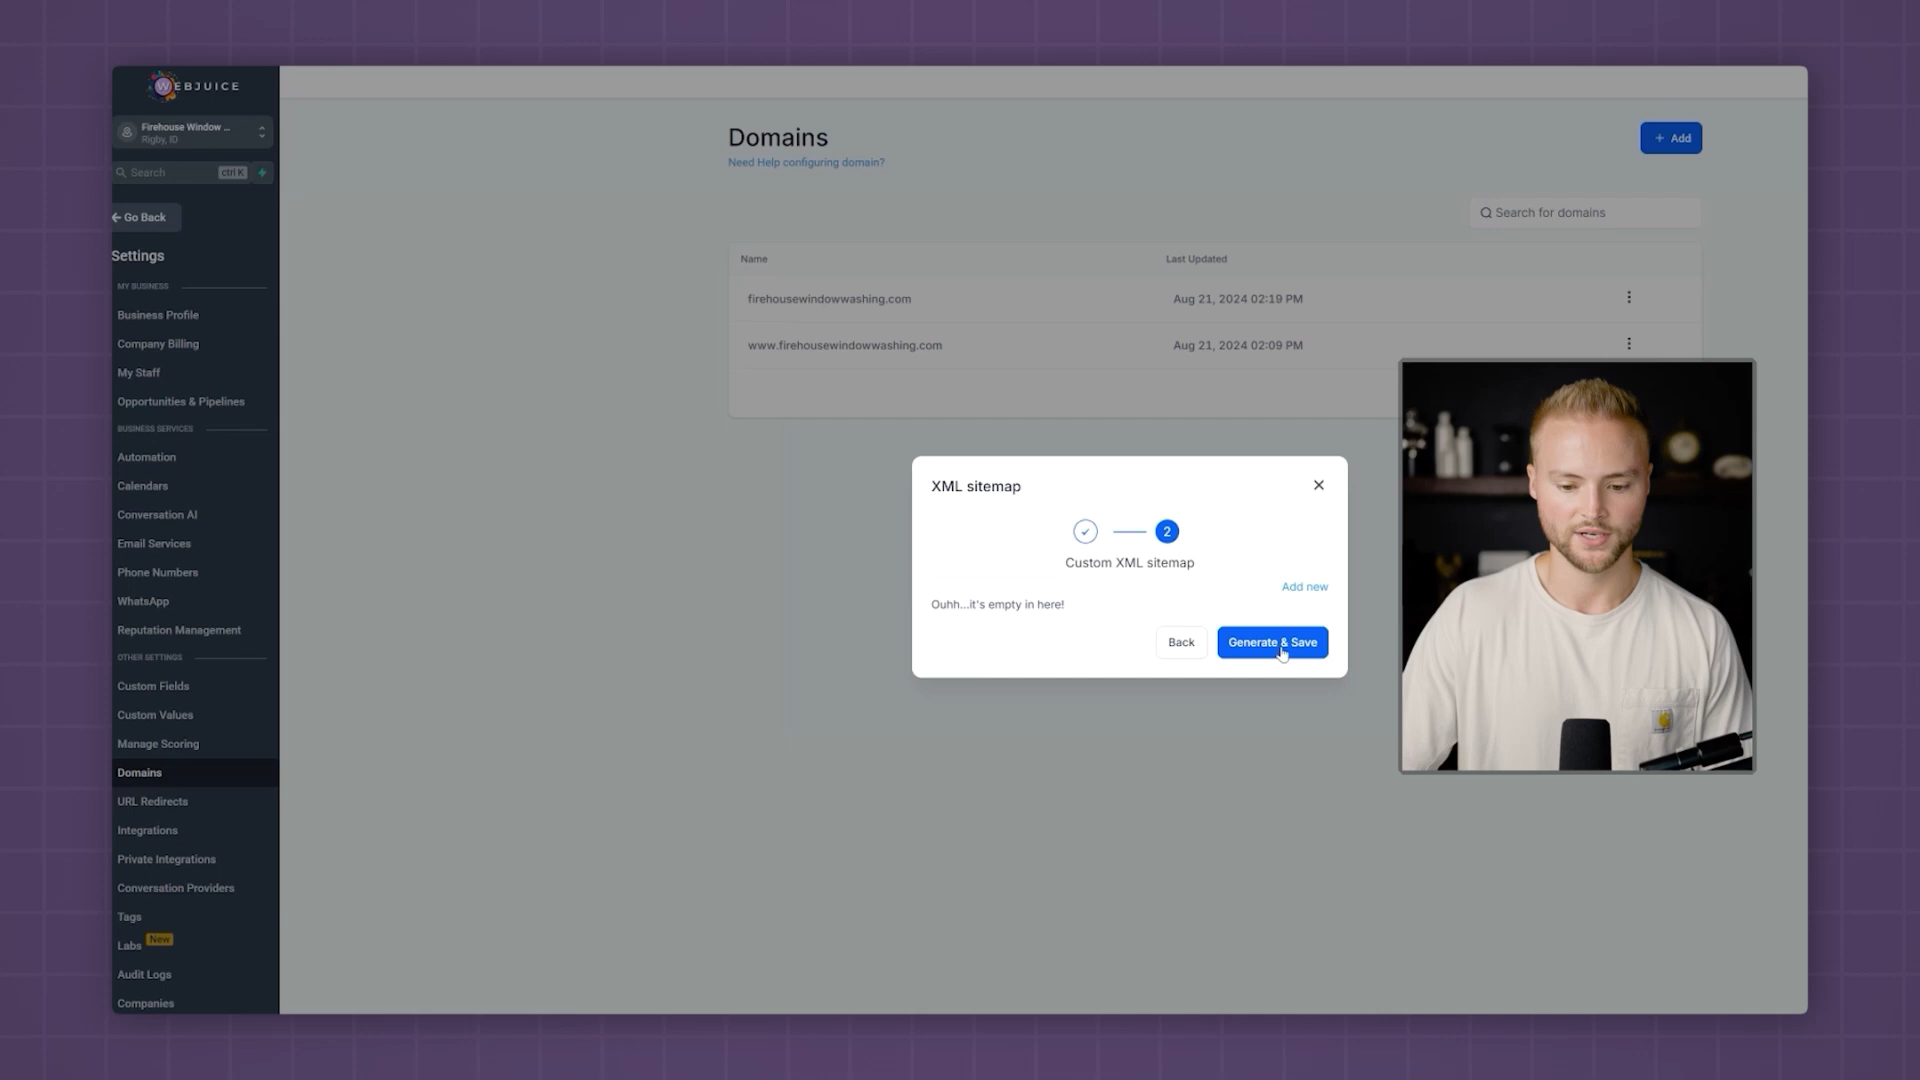 WEBJUICE
Firehouse Window ...
Rigby, ID
Search
ctrl K
Go Back
Settings
MY BUSINESS
Business Profile
Company Billing
My Staff
Opportunities & Pipelines
BUSINESS SERVICES
Automation
Calendars
Conversation AI
Email Services
Phone Numbers
WhatsApp
Reputation Management
OTHER SETTINGS
Custom Fields
Custom Values
Manage Scoring
Domains
URL Redirects
Integrations
Private Integrations
Conversation Providers
Tags
Labs New
Audit Logs
Companies
Domains
Need Help configuring domain?
+ Add
Search for domains
Name Last Updated
firehousewindowwashing.com Aug 21, 2024 02:19 PM
www.firehousewindowwashing.com Aug 21, 2024 02:09 PM
XML sitemap
2
Custom XML sitemap
Add new
Ouhh...it's empty in here!
Back
Generate & Save